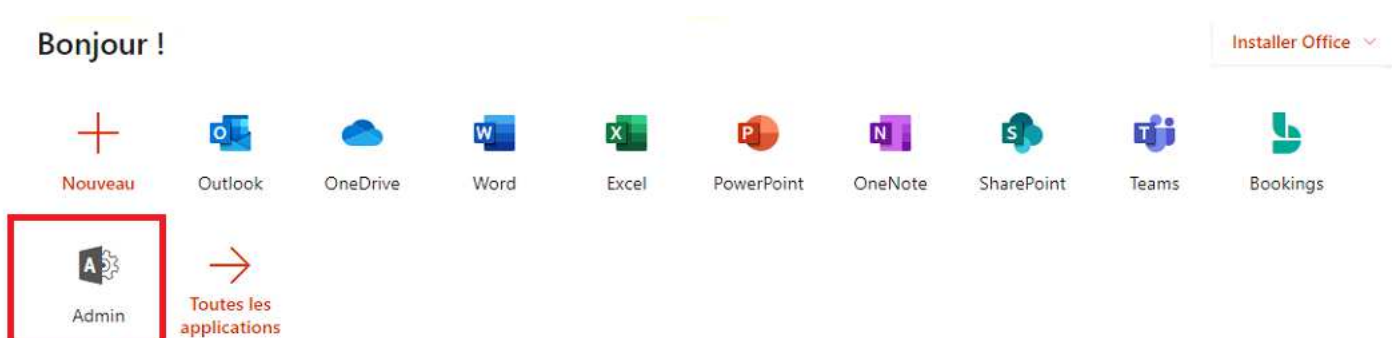 Bonjour !
Installer Office
Nouveau
Outlook
OneDrive
Word
Excel
PowerPoint
OneNote
SharePoint
Teams
Bookings
Admin
Toutes les
applications